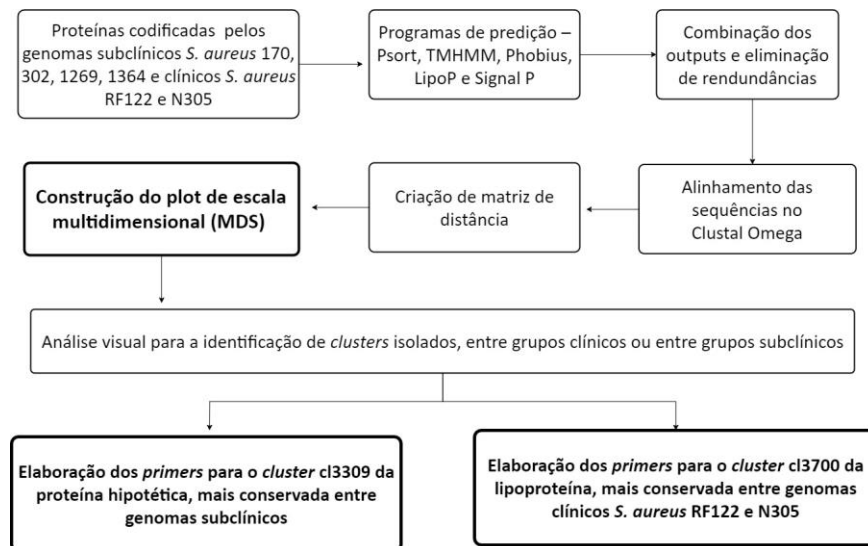 Proteínas codificadas pelos
genomas subclínicos S. aureus 170,
302, 1269, 1364 e clínicos S. aureus
RF122 e N305
Programas de predição –
Psort, TMHMM, Phobius,
LipoP e Signal P
Combinação dos
outputs e eliminação
de rendundâncias
Construção do plot de escala
multidimensional (MDS)
Criação de matriz de
distância
Alinhamento das
sequências no
Clustal Omega
Análise visual para a identificação de clusters isolados, entre grupos clínicos ou entre grupos subclínicos
Elaboração dos primers para o cluster cl3309 da
proteína hipotética, mais conservada entre
genomas subclínicos
Elaboração dos primers para o cluster cl3700 da
lipoproteína, mais conservada entre genomas
clínicos S. aureus RF122 e N305